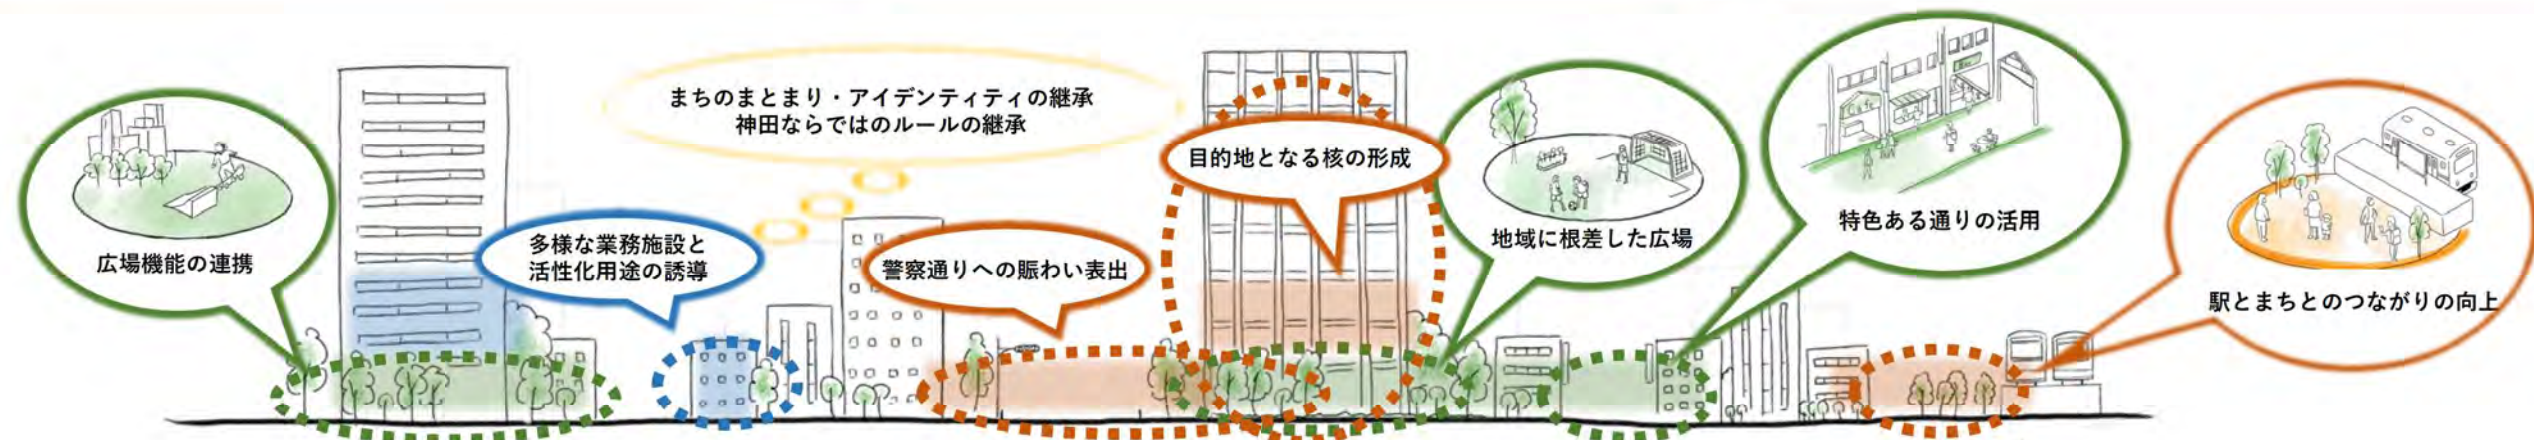 まちのまとまり・アイデンティティの継承
神田ならではのルールの継承
広場機能の連携
多様な業務施設と
活性化用途の誘導
警察通りへの賑わい表出
目的地となる核の形成
地域に根差した広場
Cafe
特色ある通りの活用
駅とまちとのつながりの向上